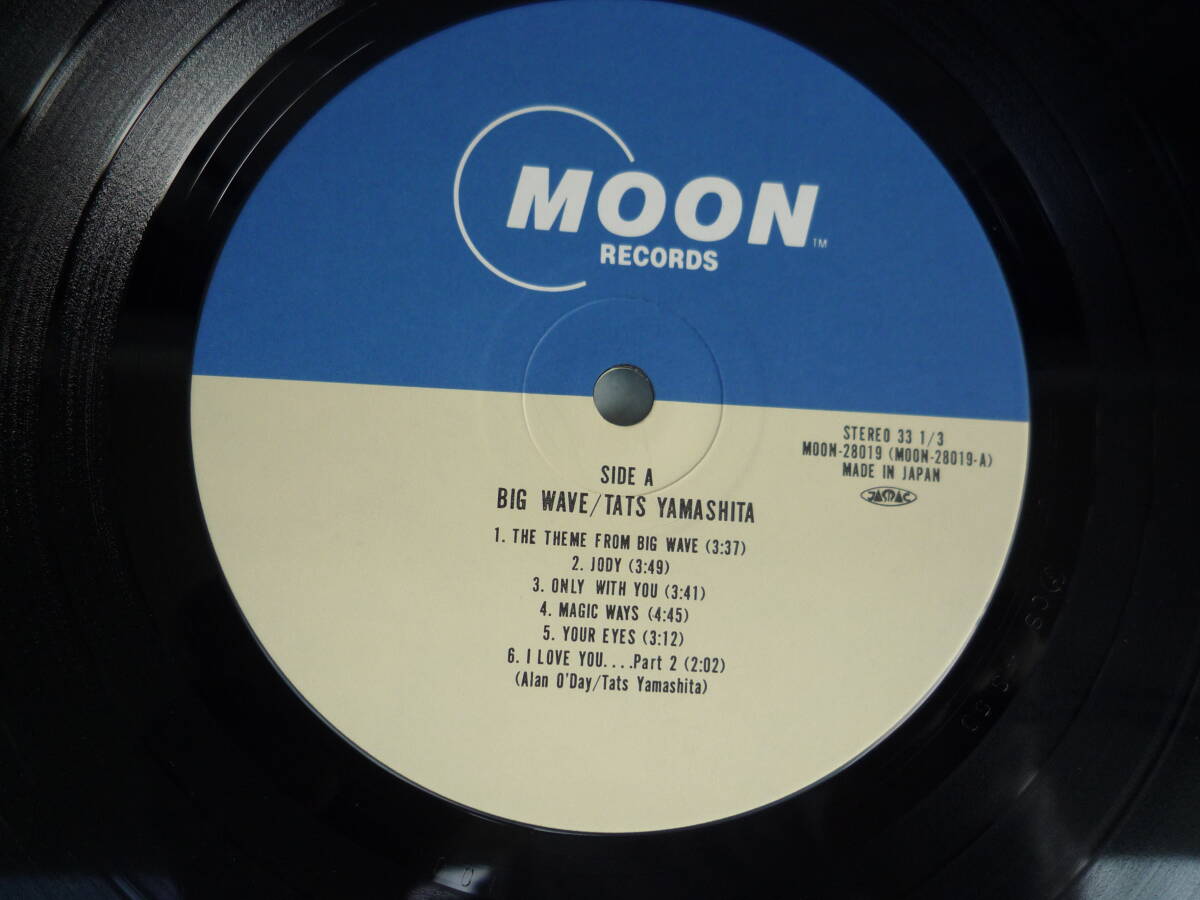 MOON
TM
RECORDS
STEREO 33 1/3
MOON-28019 (MOON-28019-A)
MADE IN JAPAN
JASRAC
SIDE A
BIG WAVE/TATS YAMASHITA
1. THE THEME FROM BIG WAVE (3:37)
2. JODY (3:49)
3. ONLY WITH YOU (3:41)
4. MAGIC WAYS (4:45)
5. YOUR EYES (3:12)
6. I LOVE YOU....Part 2 (2:02)
(Alan O'Day/Tats Yamashita)